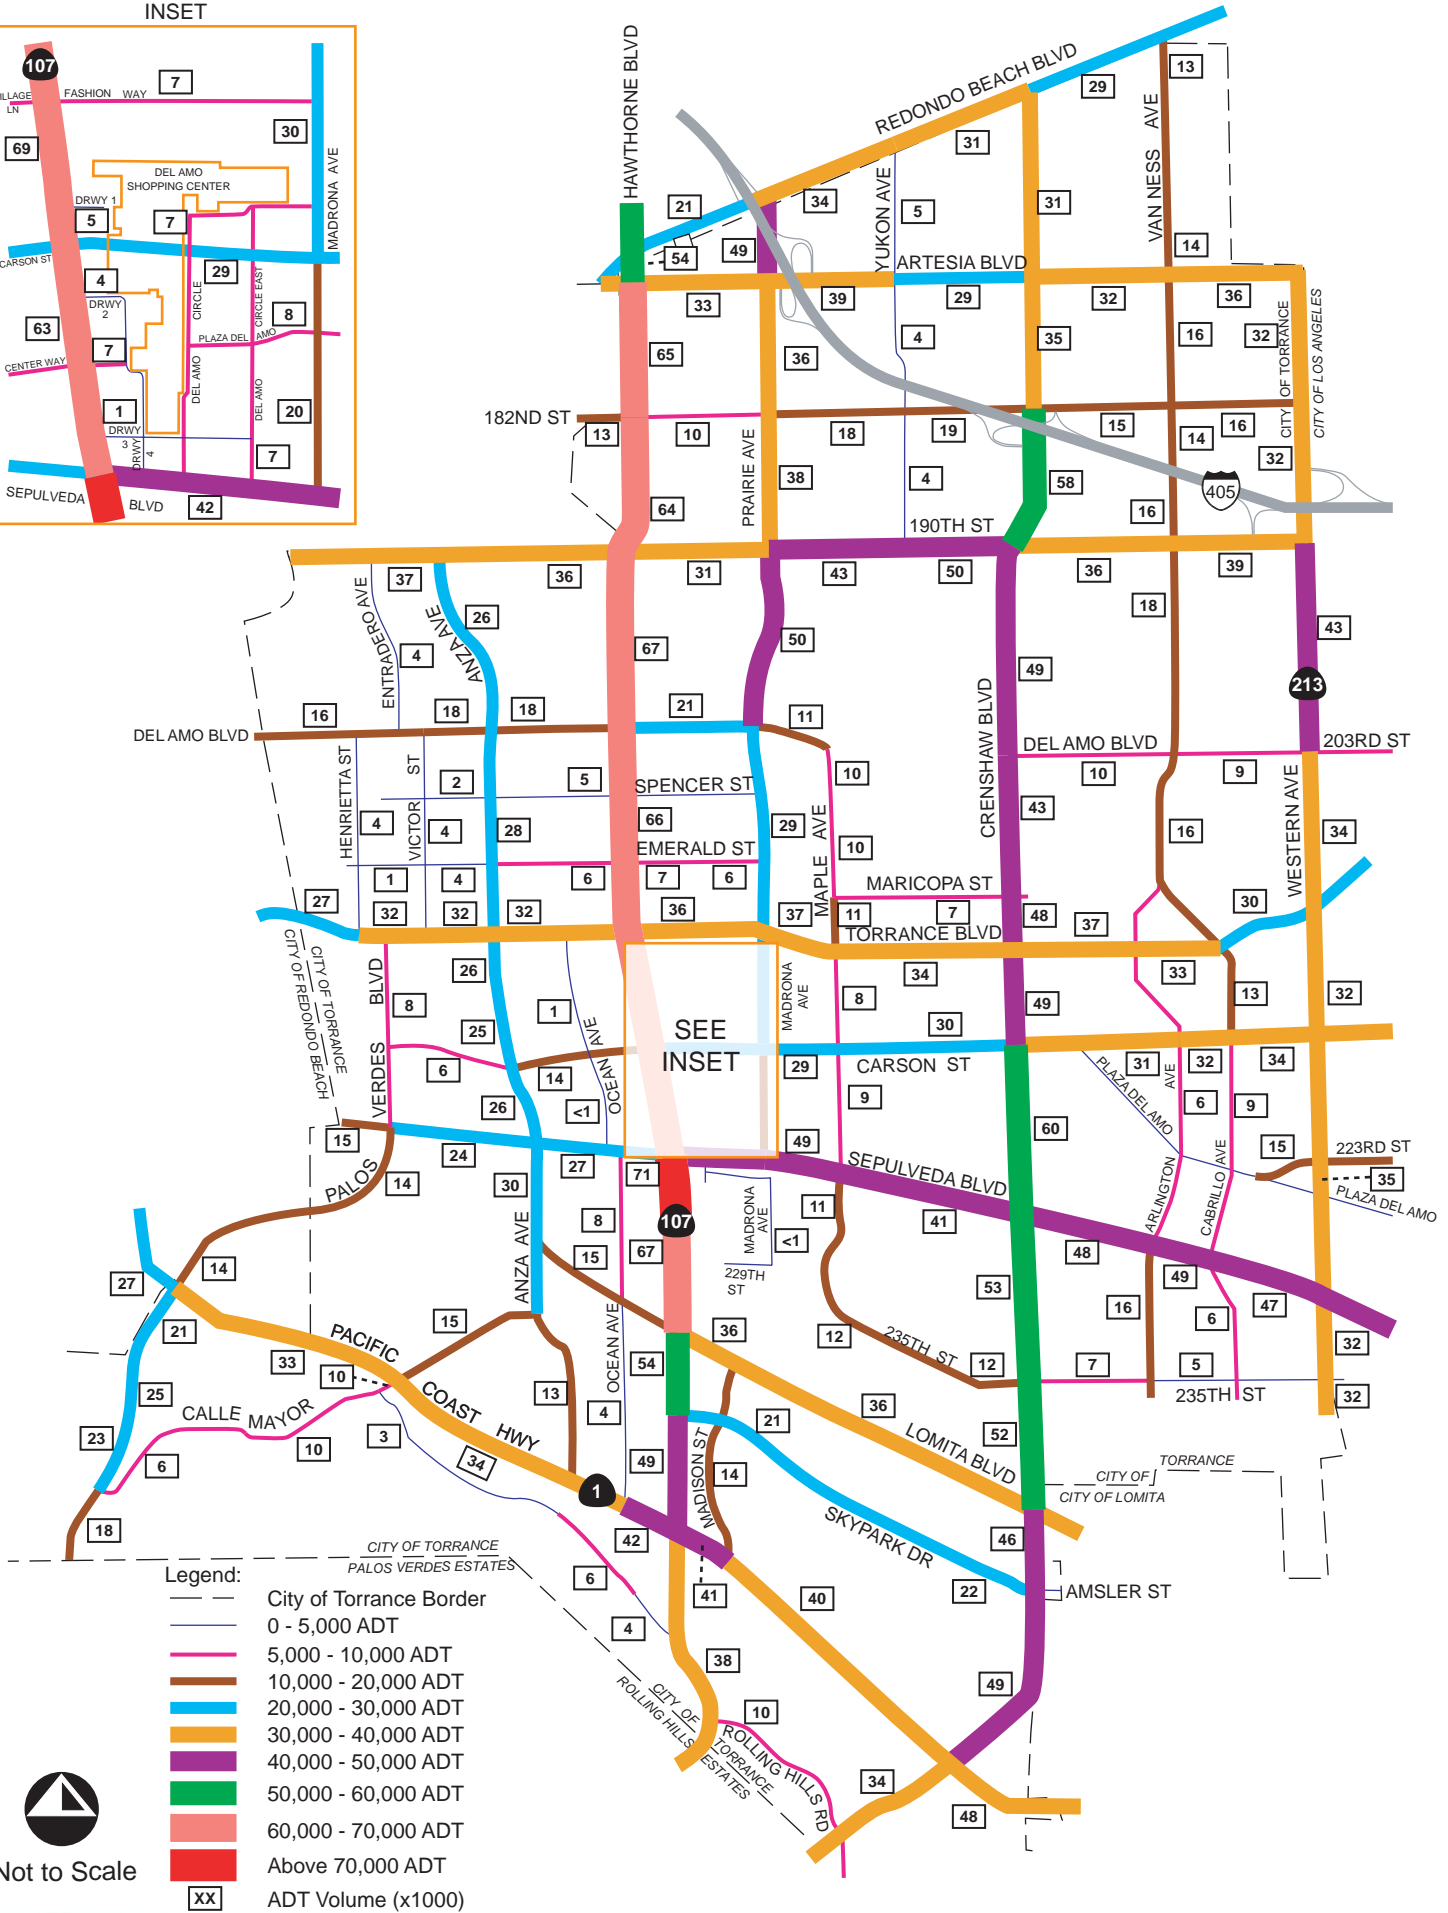 INSET
107
7
VILLAGE
LN
FASHION WAY
69
30
MADRONA AVE
DEL AMO
SHOPPING CENTER
DRWY 1
5
7
CARSON ST
4
29
DRWY
2
CIRCLE
CIRCLE EAST
8
63
PLAZA DEL AMO
7
CENTER WAY
DEL AMO
DEL AMO
1
20
DRWY
3
DRWY
4
7
SEPULVEDA BLVD
42
HAWTHORNE BLVD
REDONDO BEACH BLVD
29
13
VAN NESS AVE
31
21
34
YUKON AVE
5
31
54
49
14
ARTESIA BLVD
33
39
29
32
36
65
36
4
35
16
32
CITY OF TORRANCE
CITY OF LOS ANGELES
182ND ST
13
10
18
19
15
14
16
PRAIRIE AVE
38
4
58
32
405
64
190TH ST
16
37
36
31
43
50
36
39
ENTRADERO AVE
ANZA AVE
26
18
4
67
50
49
43
213
CRENSHAW BLVD
16
18
18
21
11
DEL AMO BLVD
DEL AMO BLVD
203RD ST
10
10
9
HENRIETTA ST
VICTOR ST
2
5
SPENCER ST
WESTERN AVE
4
4
28
66
29
MAPLE AVE
43
16
34
EMERALD ST
10
1
4
6
7
6
MARICOPA ST
27
32
32
32
36
37
11
7
48
37
30
TORRANCE BLVD
CITY OF TORRANCE
CITY OF REDONDO BEACH
26
34
33
13
32
PALOS VERDES BLVD
8
25
1
OCEAN AVE
SEE
INSET
MADRONA
AVE
8
30
49
6
14
29
CARSON ST
31
32
34
<1
26
9
PLAZA DEL AMO
ARLINGTON AVE
6
9
60
15
24
27
71
49
SEPULVEDA BLVD
15
223RD ST
35
PLAZA DEL AMO
CABRILLO AVE
14
30
8
MADRONA
AVE
<1
11
41
48
107
ANZA AVE
15
67
229TH
ST
49
14
27
53
47
21
15
36
12
235TH ST
16
6
32
33
PACIFIC COAST HWY
10
OCEAN AVE
54
12
7
5
235TH ST
32
25
CALLE MAYOR
13
4
21
36
23
10
3
34
52
LOMITA BLVD
6
49
MADISON ST
14
TORRANCE
CITY OF
CITY OF LOMITA
1
18
42
SKYPARK DR
46
CITY OF TORRANCE
PALOS VERDES ESTATES
6
41
40
22
AMSLER ST
4
38
49
CITY OF TORRANCE
ROLLING HILLS ESTATES
10
ROLLING HILLS RD
34
48
Legend:
City of Torrance Border
0 - 5,000 ADT
5,000 - 10,000 ADT
10,000 - 20,000 ADT
20,000 - 30,000 ADT
30,000 - 40,000 ADT
40,000 - 50,000 ADT
50,000 - 60,000 ADT
60,000 - 70,000 ADT
Above 70,000 ADT
XX ADT Volume (x1000)
Not to Scale